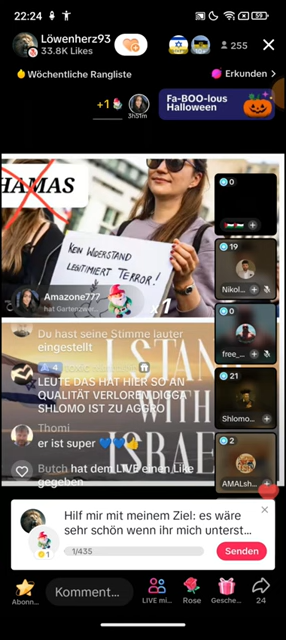 22:24
59
Löwenherz93
33.8K Likes
255
Wöchentliche Rangliste
Erkunden >
+1
3h51m
Fa-BOO-lous
Halloween
HAMAS
KEIN WIDERSTAND
LEGITIMIERT TERROR!
0
19
Nikol...
0
free_...
21
Shlomo...
2
AMALsh...
Amazone777
hat Gartenzwer...
x1
Du hast seine Stimme lauter
eingestellt
I STAND
WITH
ISRAEL
4
LEUTE DAS HAT HIER SO AN
QUALITÄT VERLOREN DIGGA
SHLOMO IST ZU AGGRO
Thomi
er ist super 💙💙👍
Butch hat dem LIVE einen Like
gegeben
Hilf mir mit meinem Ziel: es wäre
sehr schön wenn ihr mich unterst...
1
1/435
Senden
Abonn...
Komment...
LIVE mi...
Rose
Gesche...
24